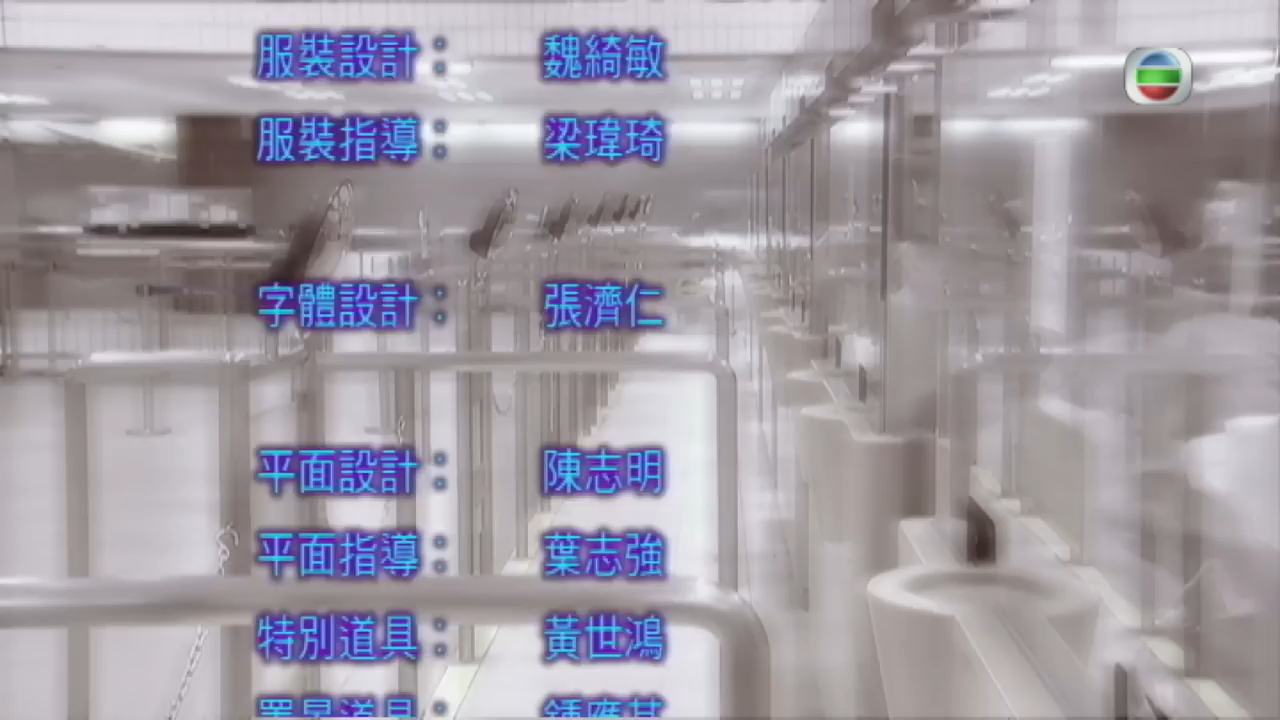 服裝設計： 魏綺敏
服裝指導： 梁瑋琦
字體設計： 張濟仁
平面設計： 陳志明
平面指導： 葉志強
特別道具： 黃世鴻
道具：